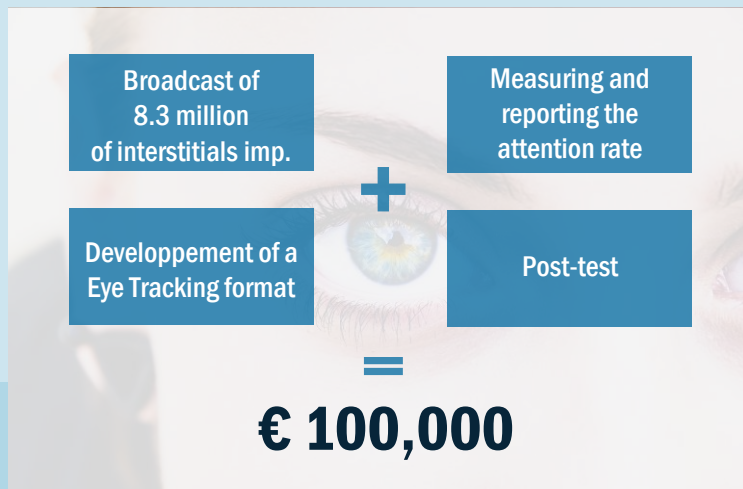 Broadcast of
8.3 million
of interstitials imp.
Measuring and
reporting the
attention rate
+
Developpement of a
Eye Tracking format
Post-test
=
€ 100,000